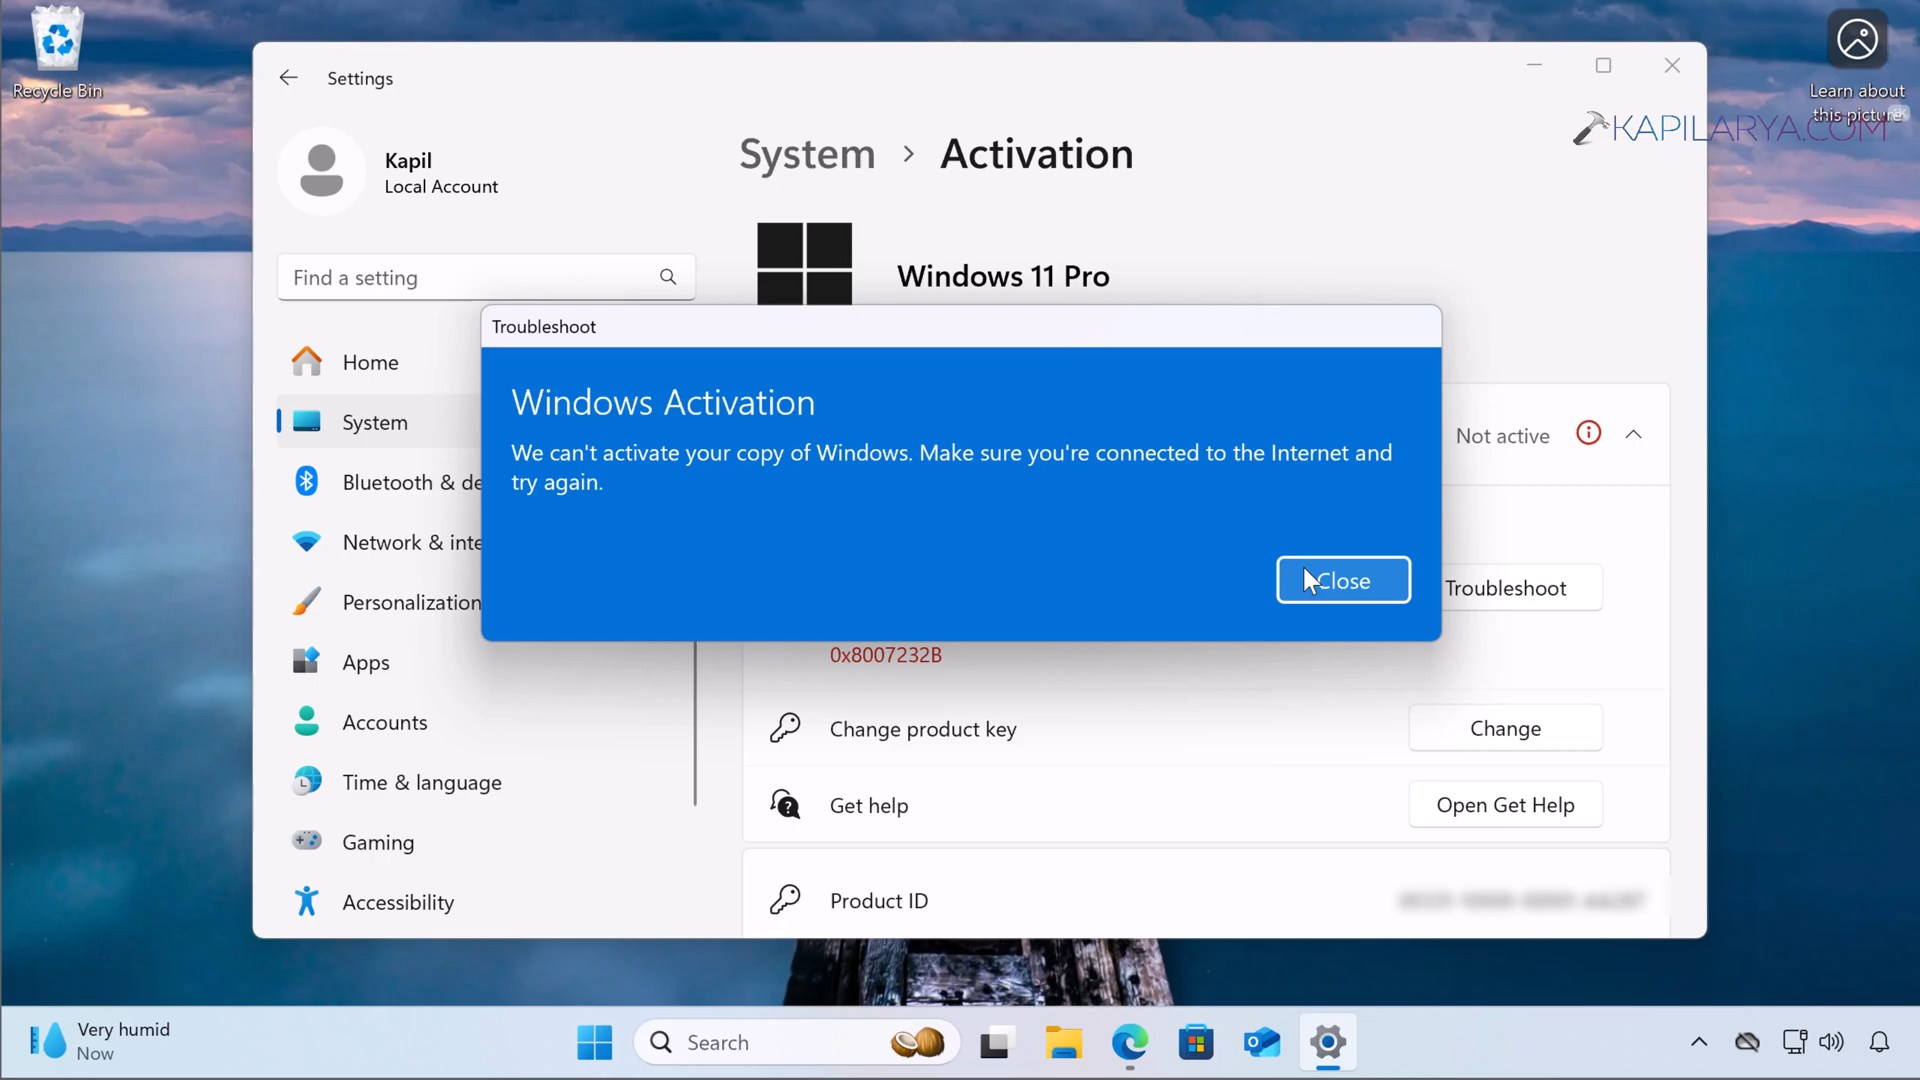 Recycle Bin
Learn about
this picture
KAPILARYA.COM
Settings
Kapil
Local Account
Find a setting
Home
System
Bluetooth & de
Network & inte
Personalization
Apps
Accounts
Time & language
Gaming
Accessibility
System > Activation
Windows 11 Pro
Not active
Troubleshoot
Windows Activation
We can't activate your copy of Windows. Make sure you're connected to the Internet and
try again.
Close
Troubleshoot
0x8007232B
Change product key
Change
Get help
Open Get Help
Product ID
Very humid
Now
Search